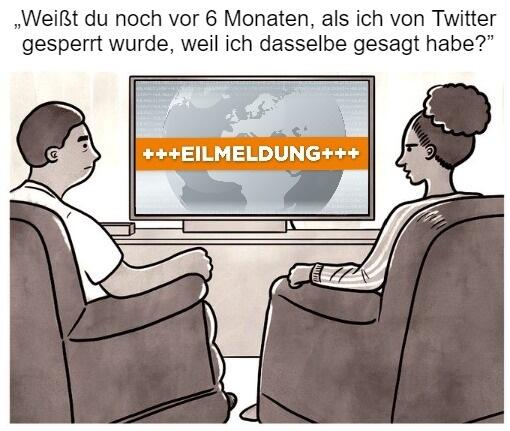 „Weißt du noch vor 6 Monaten, als ich von Twitter
gesperrt wurde, weil ich dasselbe gesagt habe?”
+++EILMELDUNG+++